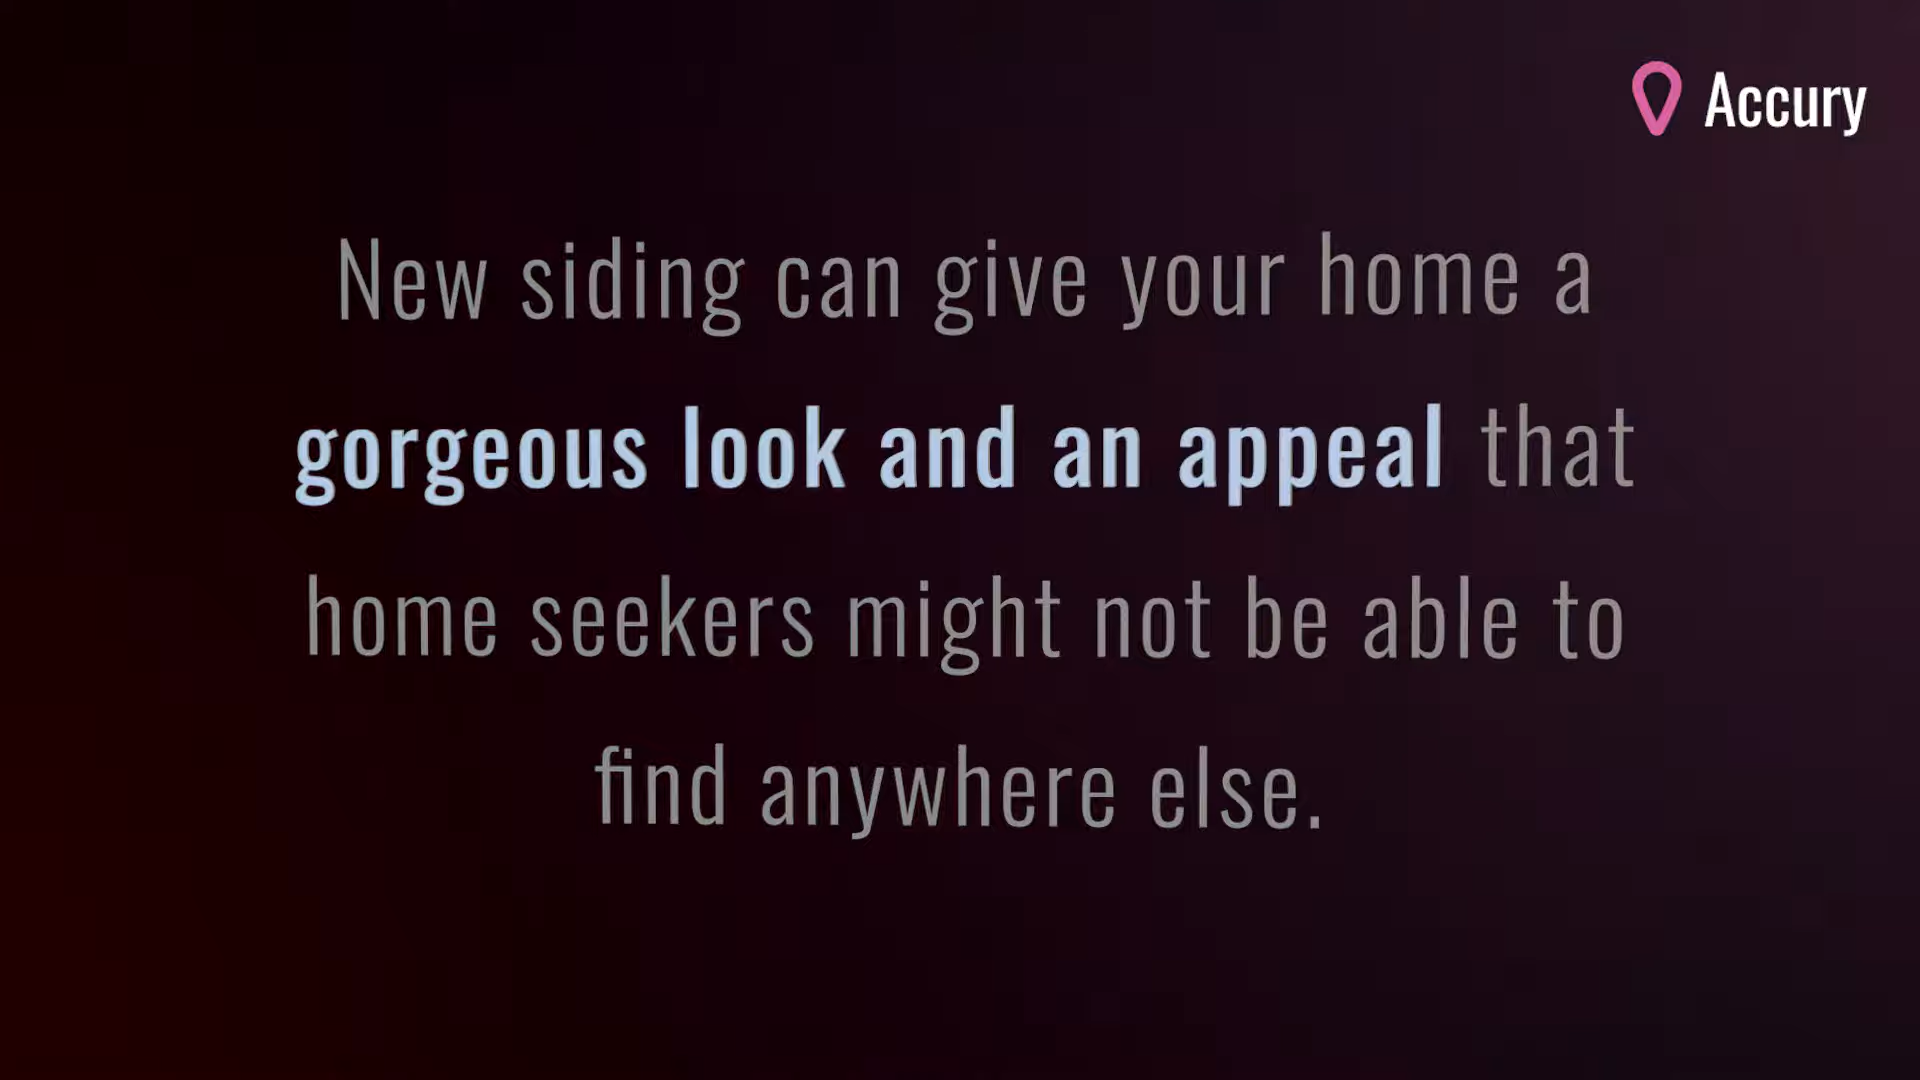 Accury
New siding can give your home a
gorgeous look and an appeal that
home seekers might not be able to
find anywhere else.